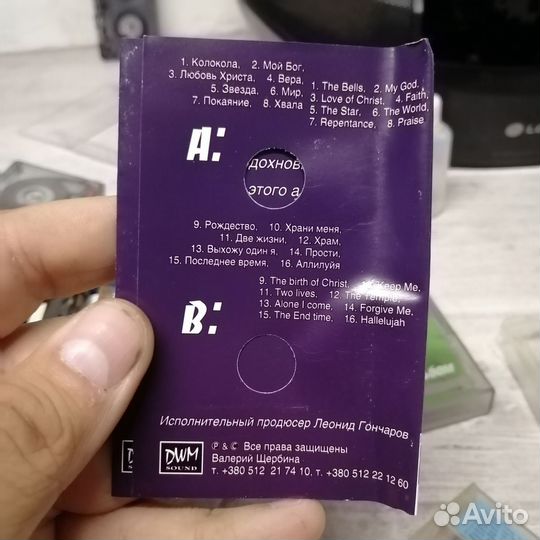 1. Колокола, 2. Мой Бог,
3. Любовь Христа, 4. Вера,
5. Звезда, 6. Мир,
7. Покаяние, 8. Хвала
1. The Bells, 2. My God,
3. Love of Christ, 4. Faith,
5. The Star, 6. The World,
7. Repentance, 8. Praise
A:
дохнов
этого а
9. Рождество, 10. Храни меня,
11. Две жизни, 12. Храм,
13. Выхожу один я, 14. Прости,
15. Последнее время, 16. Аллилуйя
9. The birth of Christ, Keep Me,
11. Two lives, 12. The Temple,
13. Alone I come, 14. Forgive Me,
15. The End time, 16. Hallelujah
B:
Исполнительный продюсер Леонид Гончаров
DWM
SOUND
℗ & © Все права защищены
Валерий Щербина
т. +380 512 21 74 10, т. +380 512 22 12 60
Avito